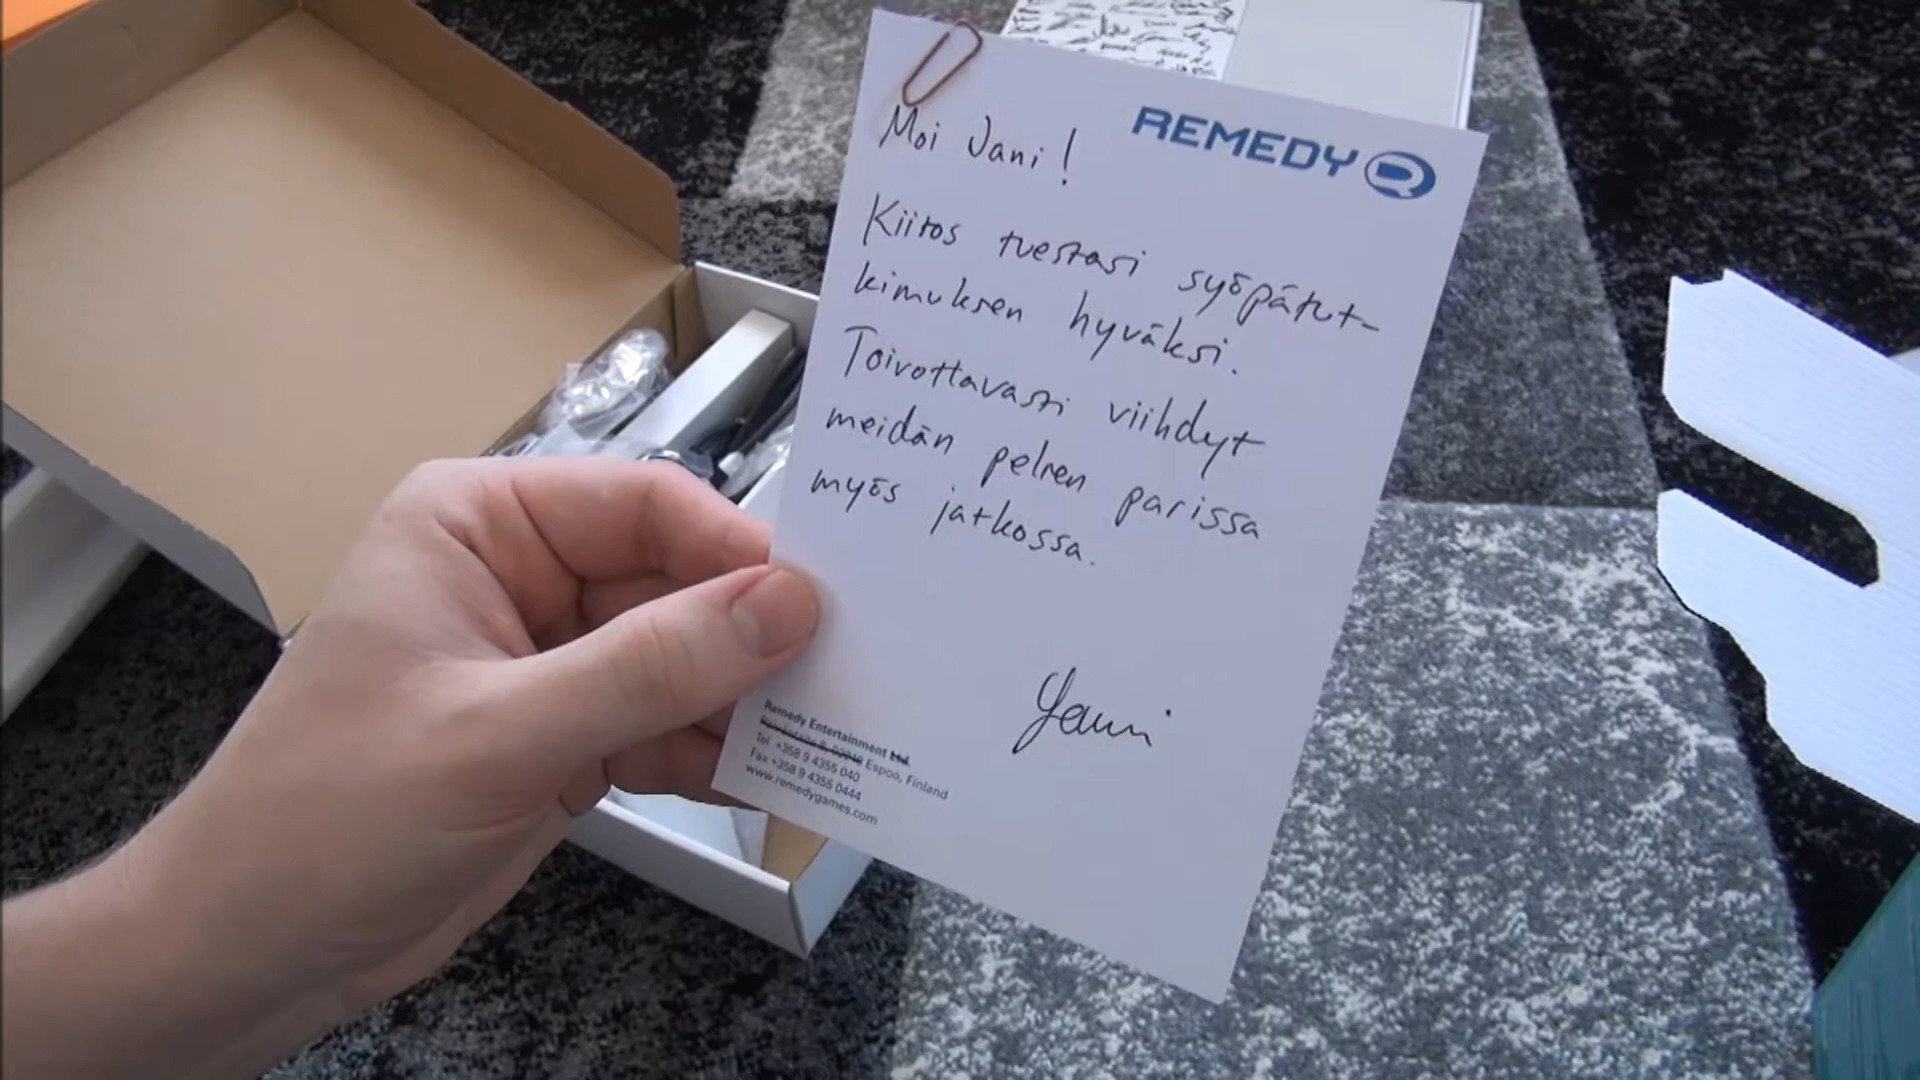 REMEDY
Moi Jani!
Kiitos tuestasi syöpätut-
kimuksen hyväksi.
Toivottavasti viihdyt
meidän pelien parissa
myös jatkossa.
Remedy Entertainment Ltd.
Espoo, Finland
Tel +358 9 4355 040
Fax +358 9 4355 0444
www.remedygames.com